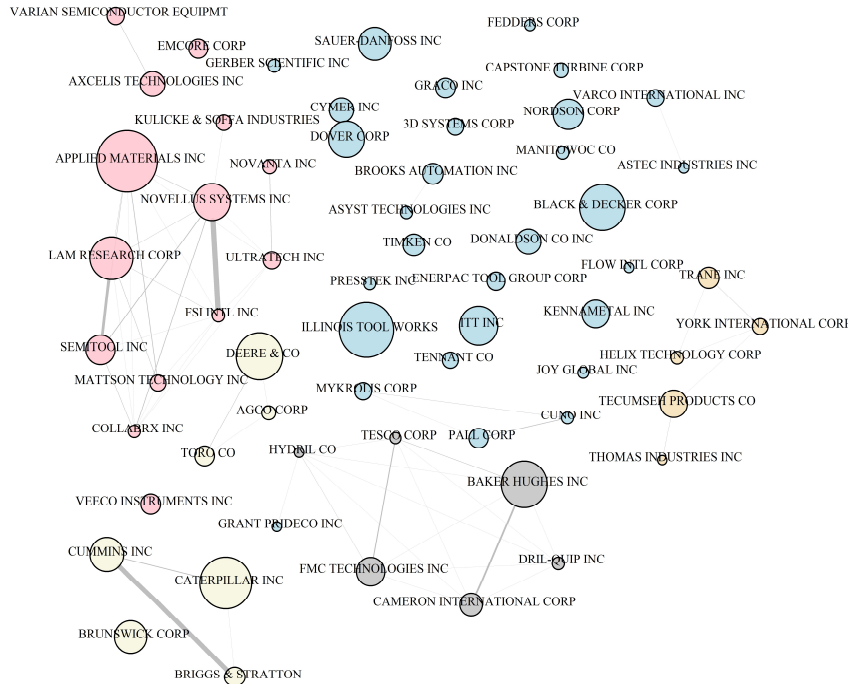 VARIAN SEMICONDUCTOR EQUIPMT
FEDDERS CORP
EMCORE CORP
SAUER-DANFOSS INC
GERBER SCIENTIFIC INC
CAPSTONE TURBINE CORP
AXCELIS TECHNOLOGIES INC
GRACO INC
VARCO INTERNATIONAL INC
CYMER INC
NORDSON CORP
KULICKE & SOFFA INDUSTRIES
3D SYSTEMS CORP
DOVER CORP
MANITOWOC CO
APPLIED MATERIALS INC
NOVANTA INC
BROOKS AUTOMATION INC
ASTEC INDUSTRIES INC
NOVELLUS SYSTEMS INC
ASYST TECHNOLOGIES INC
BLACK & DECKER CORP
TIMKEN CO
DONALDSON CO INC
LAM RESEARCH CORP
ULTRATECH INC
FLOW INTL CORP
TRANE INC
PRESSTEK INC
ENERPAC TOOL GROUP CORP
FSI INTL INC
KENNAMETAL INC
ILLINOIS TOOL WORKS
ITT INC
YORK INTERNATIONAL CORP
SEMITOOL INC
DEERE & CO
TENNANT CO
HELIX TECHNOLOGY CORP
JOY GLOBAL INC
MATTSON TECHNOLOGY INC
MYKROLIS CORP
TECUMSEH PRODUCTS CO
AGCO CORP
CUNO INC
COLLABRX INC
TESCO CORP
PALL CORP
TORO CO
HYDRIL CO
THOMAS INDUSTRIES INC
BAKER HUGHES INC
VEECO INSTRUMENTS INC
GRANT PRIDECO INC
CUMMINS INC
DRIL-QUIP INC
FMC TECHNOLOGIES INC
CATERPILLAR INC
CAMERON INTERNATIONAL CORP
BRUNSWICK CORP
BRIGGS & STRATTON